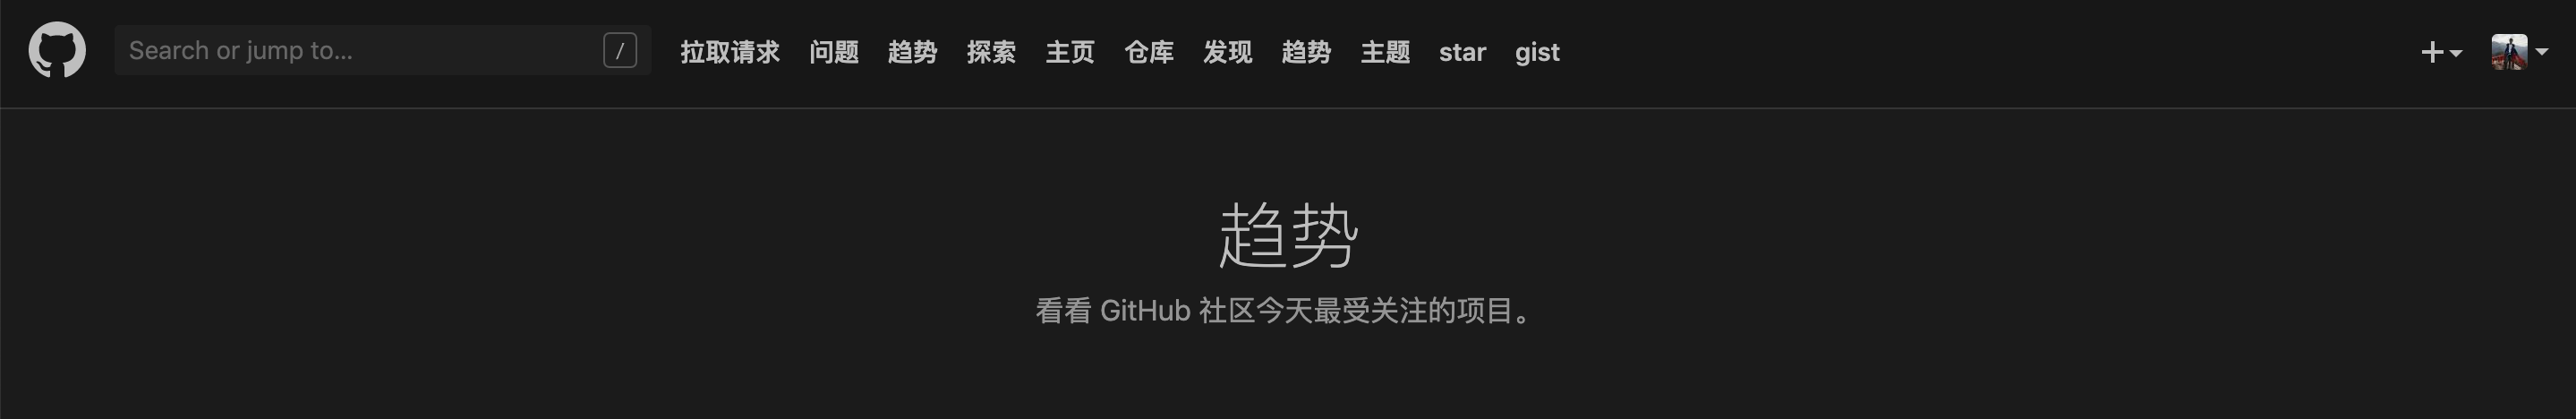 Search or jump to... / 拉取请求 问题 趋势 探索 主页 仓库 发现 趋势 主题 star gist
趋势
看看 GitHub 社区今天最受关注的项目。